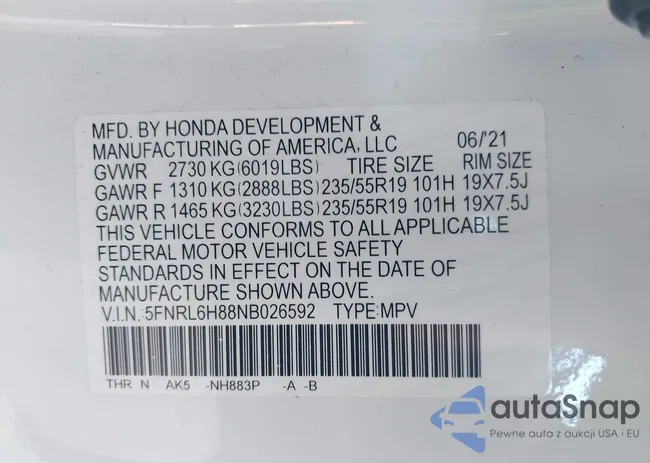 MFD. BY HONDA DEVELOPMENT &
MANUFACTURING OF AMERICA, LLC 06/'21
GVWR 2730 KG(6019LBS) TIRE SIZE RIM SIZE
GAWR F 1310 KG(2888LBS)235/55R19 101H 19X7.5J
GAWR R 1465 KG(3230LBS)235/55R19 101H 19X7.5J
THIS VEHICLE CONFORMS TO ALL APPLICABLE
FEDERAL MOTOR VEHICLE SAFETY
STANDARDS IN EFFECT ON THE DATE OF
MANUFACTURE SHOWN ABOVE.
V.I.N.:5FNRL6H88NB026592 TYPE:MPV
THR N AK5 -NH883P -A -B
autaSnap
Pewne auta z aukcji USA i EU